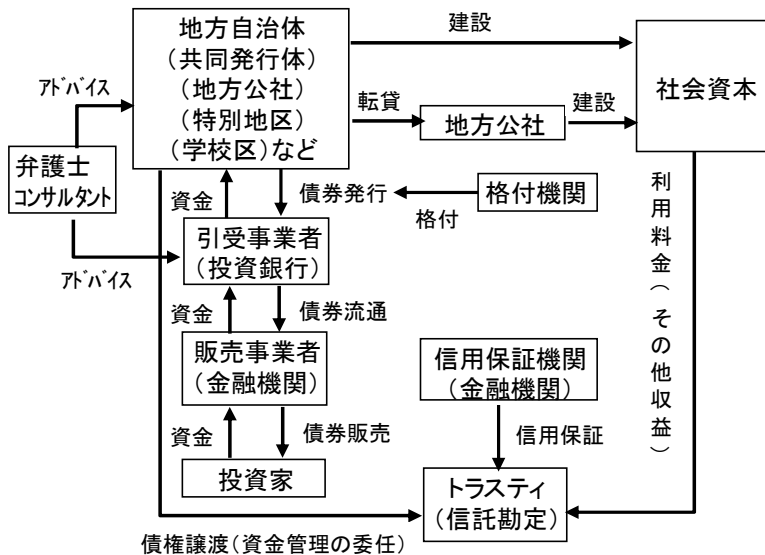 地方自治体
(共同発行体)
(地方公社)
(特別地区)
(学校区)など
建設
社会資本
アドバイス
転貸
地方公社
建設
弁護士
コンサルタント
資金
債券発行
格付機関
格付
引受事業者
(投資銀行)
アドバイス
資金
債券流通
利用料金(その他収益)
販売事業者
(金融機関)
信用保証機関
(金融機関)
資金
債券販売
信用保証
投資家
トラスティ
(信託勘定)
債権譲渡(資金管理の委任)